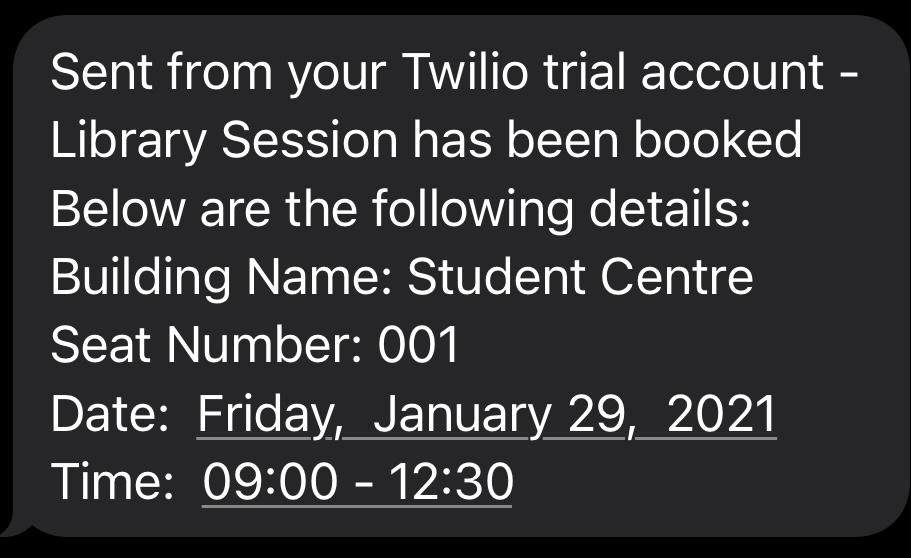 Sent from your Twilio trial account -
Library Session has been booked
Below are the following details:
Building Name: Student Centre
Seat Number: 001
Date:  Friday,  January 29,  2021
Time:  09:00 - 12:30